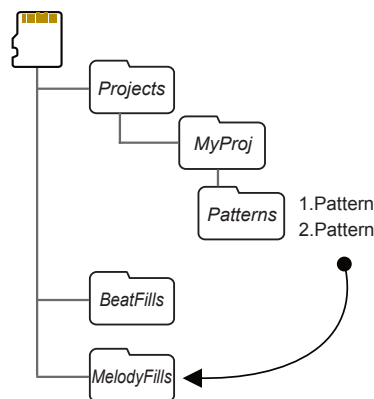 Projects
MyProj
Patterns
1.Pattern
2.Pattern
BeatFills
MelodyFills